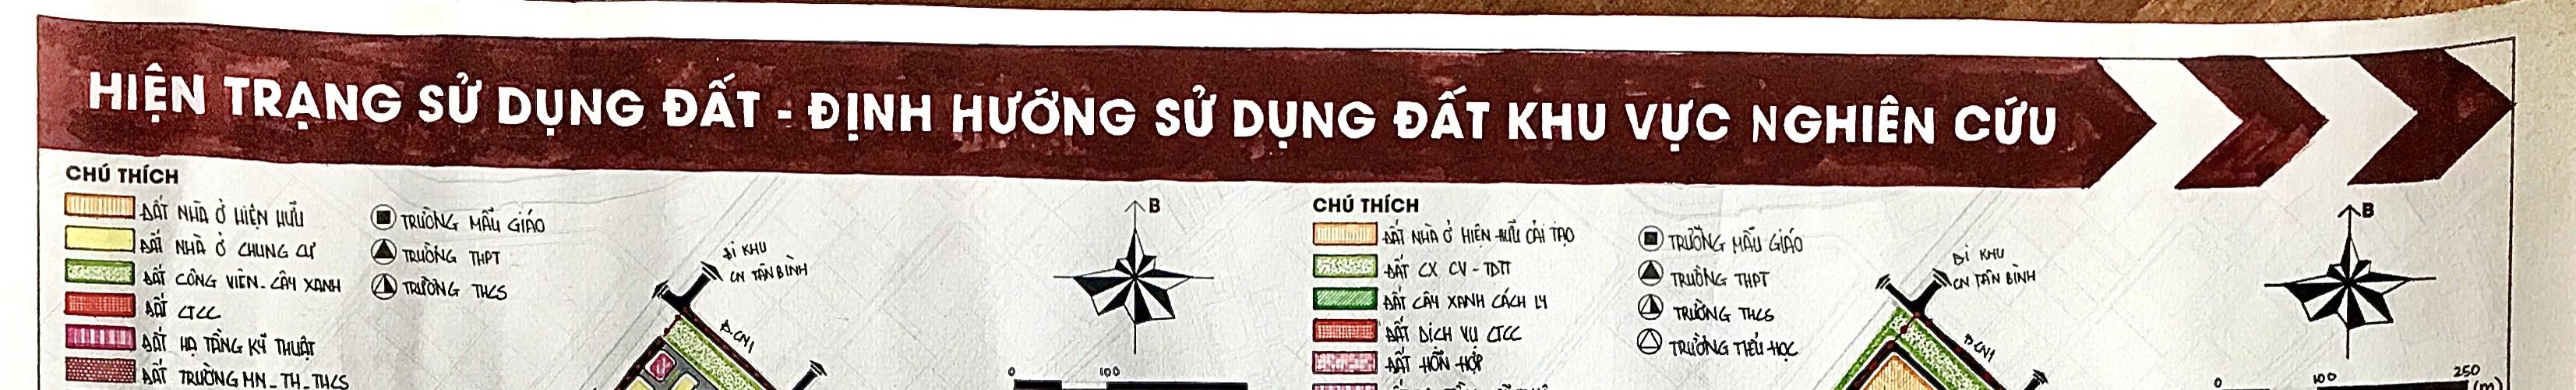 HIỆN TRẠNG SỬ DỤNG ĐẤT - ĐỊNH HƯỚNG SỬ DỤNG ĐẤT KHU VỰC NGHIÊN CỨU
CHÚ THÍCH
ĐẤT NHÀ Ở HIỆN HỮU
ĐẤT NHÀ Ở CHUNG CƯ
ĐẤT CÔNG VIÊN - CÂY XANH
ĐẤT CTCC
ĐẤT HẠ TẦNG KỸ THUẬT
ĐẤT TRƯỜNG MN - TH - THCS
TRƯỜNG MẪU GIÁO
TRƯỜNG THPT
TRƯỜNG THCS
ĐI KHU
CN TÂN BÌNH
Đ.CN1
B
0 100
CHÚ THÍCH
ĐẤT NHÀ Ở HIỆN HỮU CẢI TẠO
ĐẤT CX CV - TDTT
ĐẤT CÂY XANH CÁCH LY
ĐẤT DỊCH VỤ CTCC
ĐẤT HỖN HỢP
TRƯỜNG MẪU GIÁO
TRƯỜNG THPT
TRƯỜNG THCS
TRƯỜNG TIỂU HỌC
ĐI KHU
CN TÂN BÌNH
Đ.CN1
B
0 100 250
(m)